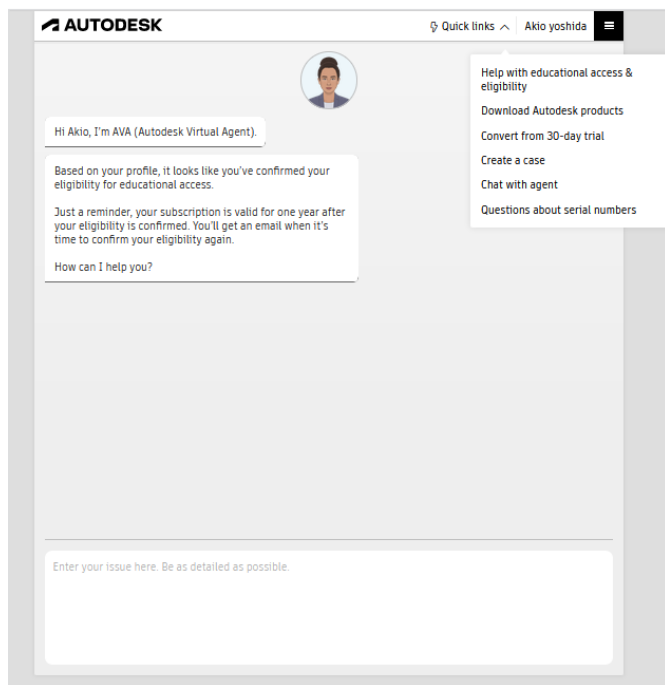 AUTODESK
Quick links
Akio yoshida
Help with educational access &
eligibility
Download Autodesk products
Convert from 30-day trial
Create a case
Chat with agent
Questions about serial numbers
Hi Akio, I'm AVA (Autodesk Virtual Agent).
Based on your profile, it looks like you've confirmed your
eligibility for educational access.
Just a reminder, your subscription is valid for one year after
your eligibility is confirmed. You'll get an email when it's
time to confirm your eligibility again.
How can I help you?
Enter your issue here. Be as detailed as possible.